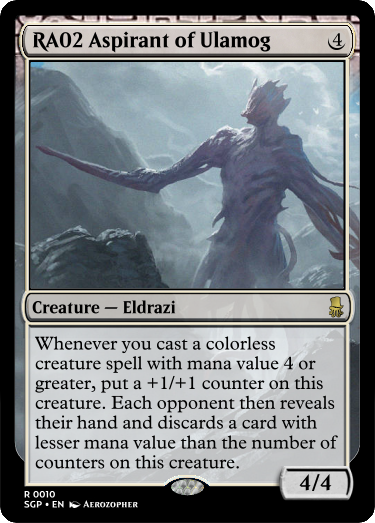 RA02 Aspirant of Ulamog 4
Creature — Eldrazi
Whenever you cast a colorless
creature spell with mana value 4 or
greater, put a +1/+1 counter on this
creature. Each opponent then reveals
their hand and discards a card with
lesser mana value than the number of
counters on this creature.
4/4
R 0010
SGP • EN Aerozopher